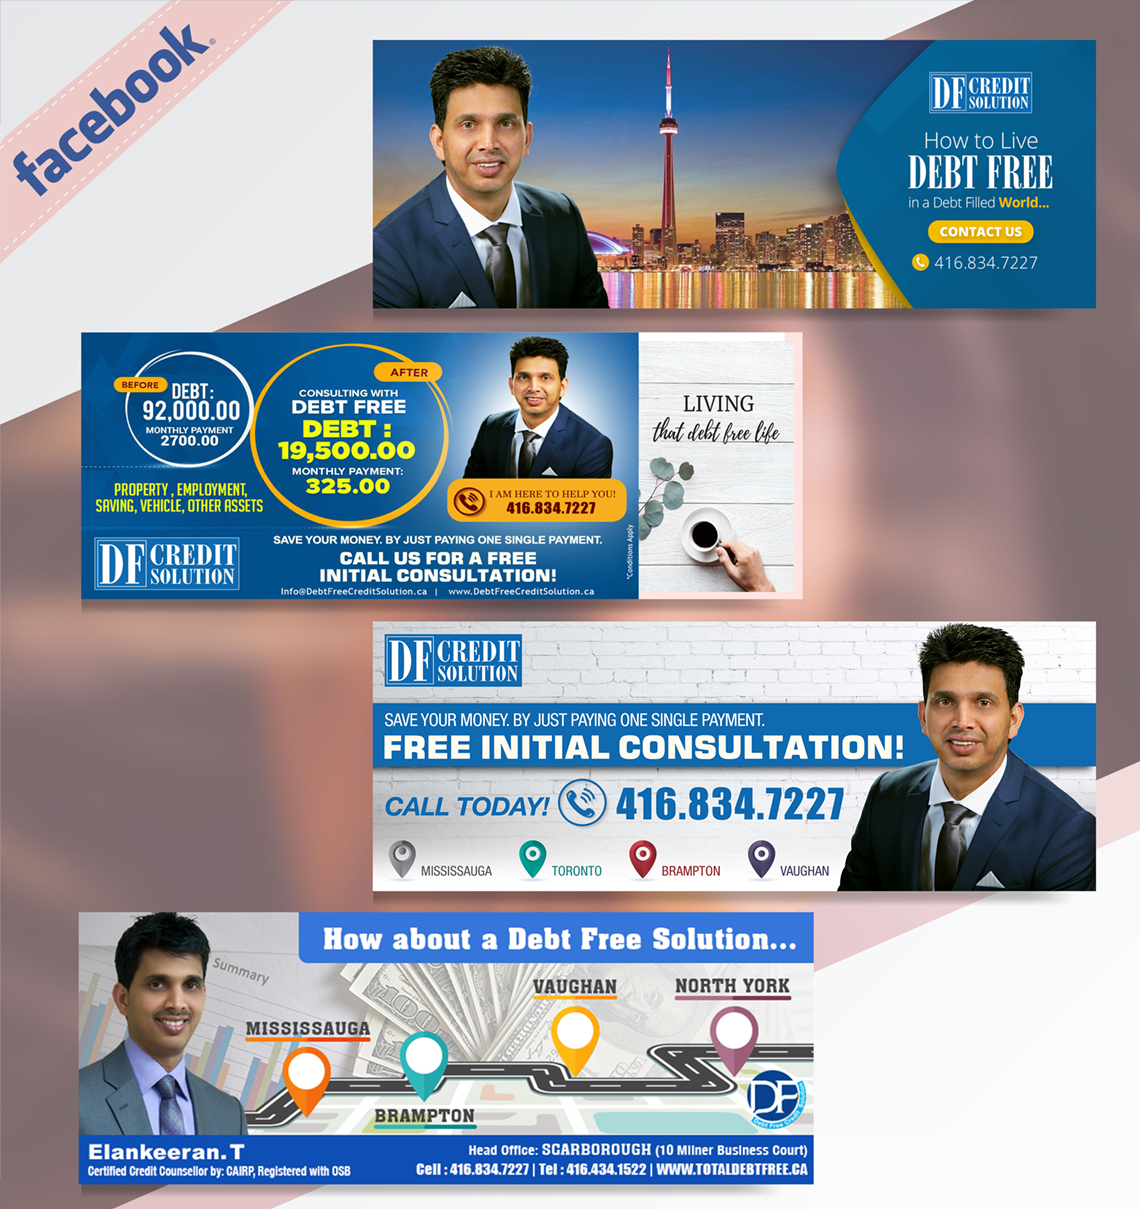 facebook®
DF CREDIT
SOLUTION
How to Live
DEBT FREE
in a Debt Filled World...
CONTACT US
416.834.7227
BEFORE
DEBT:
92,000.00
MONTHLY PAYMENT
2700.00
AFTER
CONSULTING WITH
DEBT FREE
DEBT :
19,500.00
MONTHLY PAYMENT:
325.00
PROPERTY , EMPLOYMENT,
SAVING, VEHICLE, OTHER ASSETS
I AM HERE TO HELP YOU!
416.834.7227
DF CREDIT
SOLUTION
SAVE YOUR MONEY. BY JUST PAYING ONE SINGLE PAYMENT.
CALL US FOR A FREE
INITIAL CONSULTATION!
Info@DebtFreeCreditSolution.ca | www.DebtFreeCreditSolution.ca
*Conditions Apply
LIVING
that debt free life
DF CREDIT
SOLUTION
SAVE YOUR MONEY. BY JUST PAYING ONE SINGLE PAYMENT.
FREE INITIAL CONSULTATION!
CALL TODAY! 416.834.7227
MISSISSAUGA TORONTO BRAMPTON VAUGHAN
How about a Debt Free Solution...
Summary
100
VAUGHAN
NORTH YORK
MISSISSAUGA
BRAMPTON
DF
Debt Free Credit Solution
Elankeeran.T
Certified Credit Counsellor by: CAIRP, Registered with OSB
Head Office: SCARBOROUGH (10 Milner Business Court)
Cell : 416.834.7227 | Tel : 416.434.1522 | WWW.TOTALDEBTFREE.CA